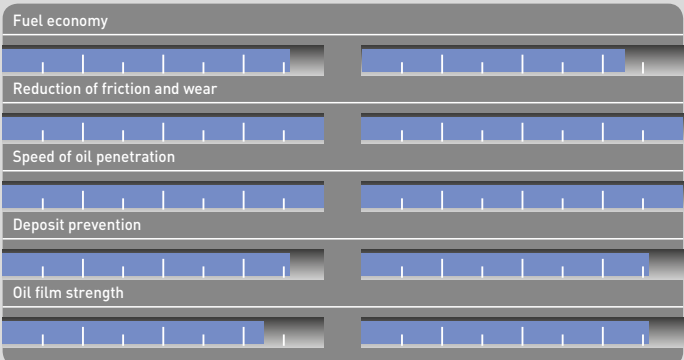 Fuel economy
Reduction of friction and wear
Speed of oil penetration
Deposit prevention
Oil film strength